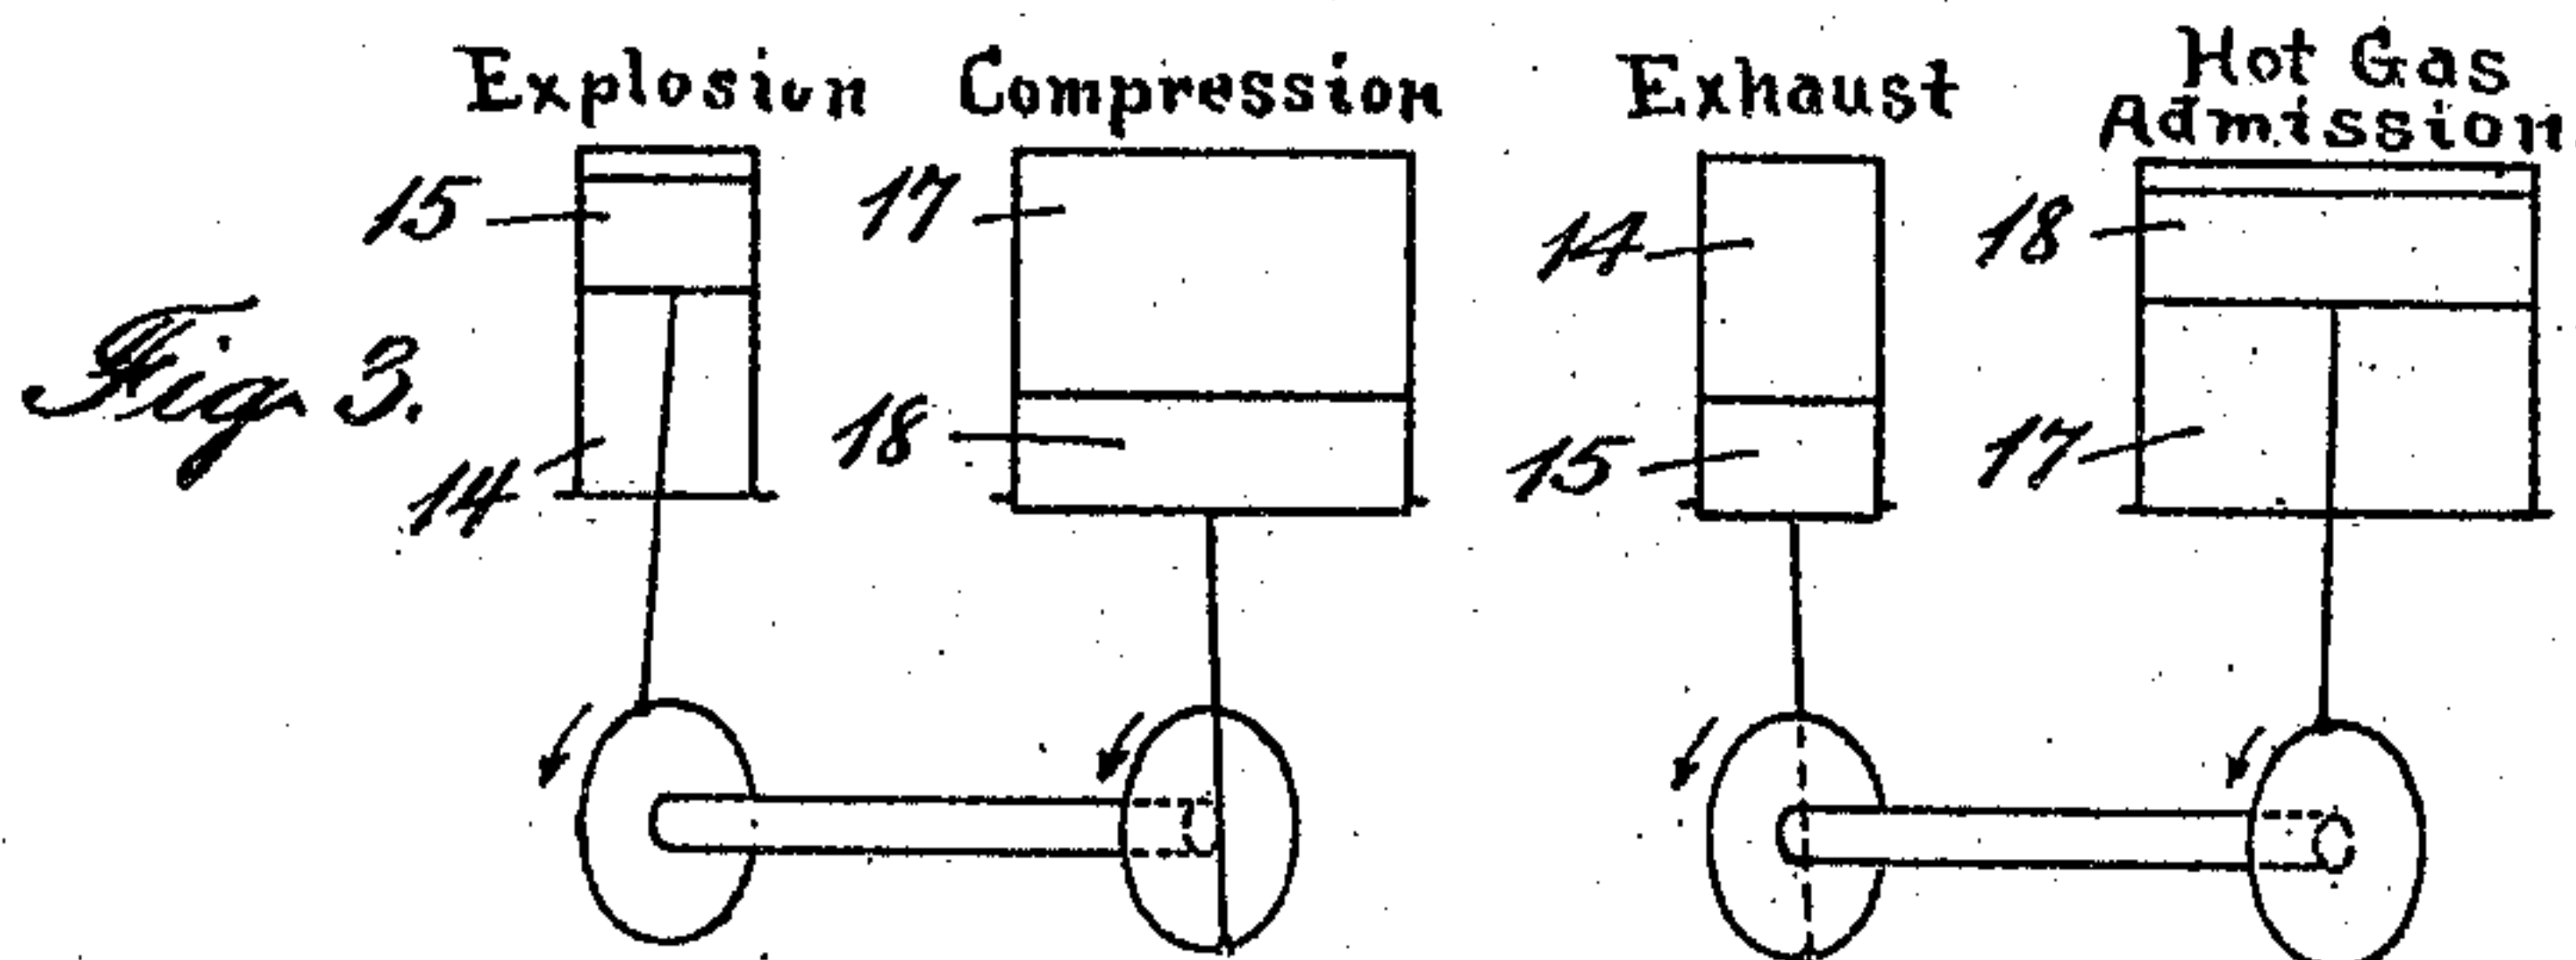 Explosion
Compression
Exhaust
Hot Gas
Admission
15
17
14
18
Fig 3.
14
18
15
17